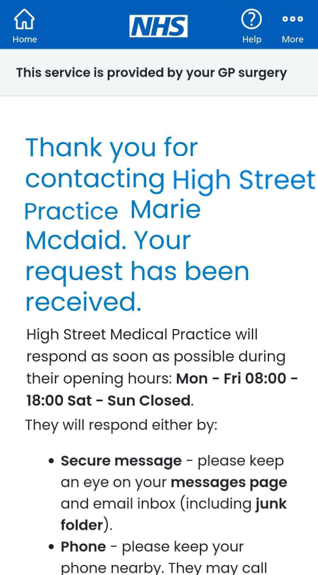 Home
NHS
Help
More
This service is provided by your GP surgery
Thank you for
contacting High Street
Practice Marie
Mcdaid. Your
request has been
received.
High Street Medical Practice will
respond as soon as possible during
their opening hours: Mon - Fri 08:00 -
18:00 Sat - Sun Closed.
They will respond either by:
• Secure message - please keep
an eye on your messages page
and email inbox (including junk
folder).
• Phone - please keep your
phone nearby. They may call